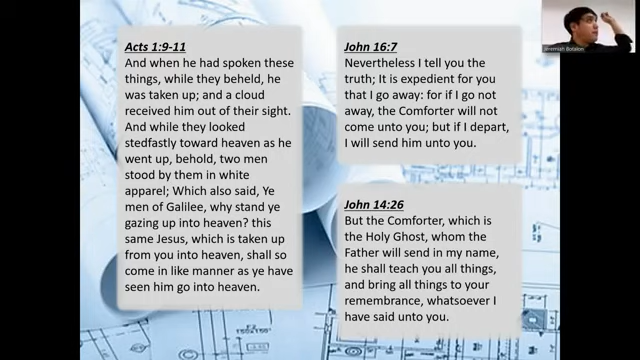 Acts 1:9-11
And when he had spoken these
things, while they beheld, he
was taken up; and a cloud
received him out of their sight.
And while they looked
stedfastly toward heaven as he
went up, behold, two men
stood by them in white
apparel; Which also said, Ye
men of Galilee, why stand ye
gazing up into heaven? this
same Jesus, which is taken up
from you into heaven, shall so
come in like manner as ye have
seen him go into heaven.
John 16:7
Nevertheless I tell you the
truth; It is expedient for you
that I go away: for if I go not
away, the Comforter will not
come unto you; but if I depart,
I will send him unto you.
John 14:26
But the Comforter, which is
the Holy Ghost, whom the
Father will send in my name,
he shall teach you all things,
and bring all things to your
remembrance, whatsoever I
have said unto you.